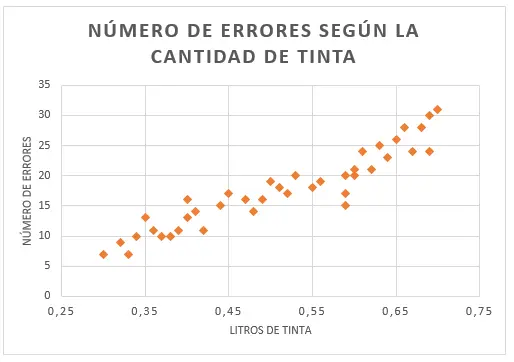 NÚMERO DE ERRORES SEGÚN LA
CANTIDAD DE TINTA
35
30
25
20
15
10
5
0
NÚMERO DE ERRORES
0,25 0,35 0,45 0,55 0,65 0,75
LITROS DE TINTA